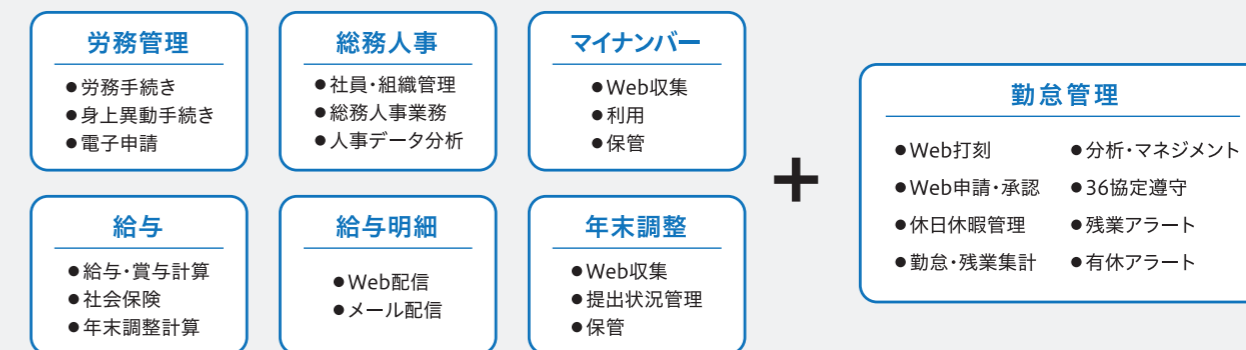 労務管理
●労務手続き
●身上異動手続き
●電子申請
総務人事
●社員・組織管理
●総務人事業務
●人事データ分析
マイナンバー
●Web収集
●利用
●保管
給与
●給与・賞与計算
●社会保険
●年末調整計算
給与明細
●Web配信
●メール配信
年末調整
●Web収集
●提出状況管理
●保管
+
勤怠管理
●Web打刻
●Web申請・承認
●休日休暇管理
●勤怠・残業集計
●分析・マネジメント
●36協定遵守
●残業アラート
●有休アラート